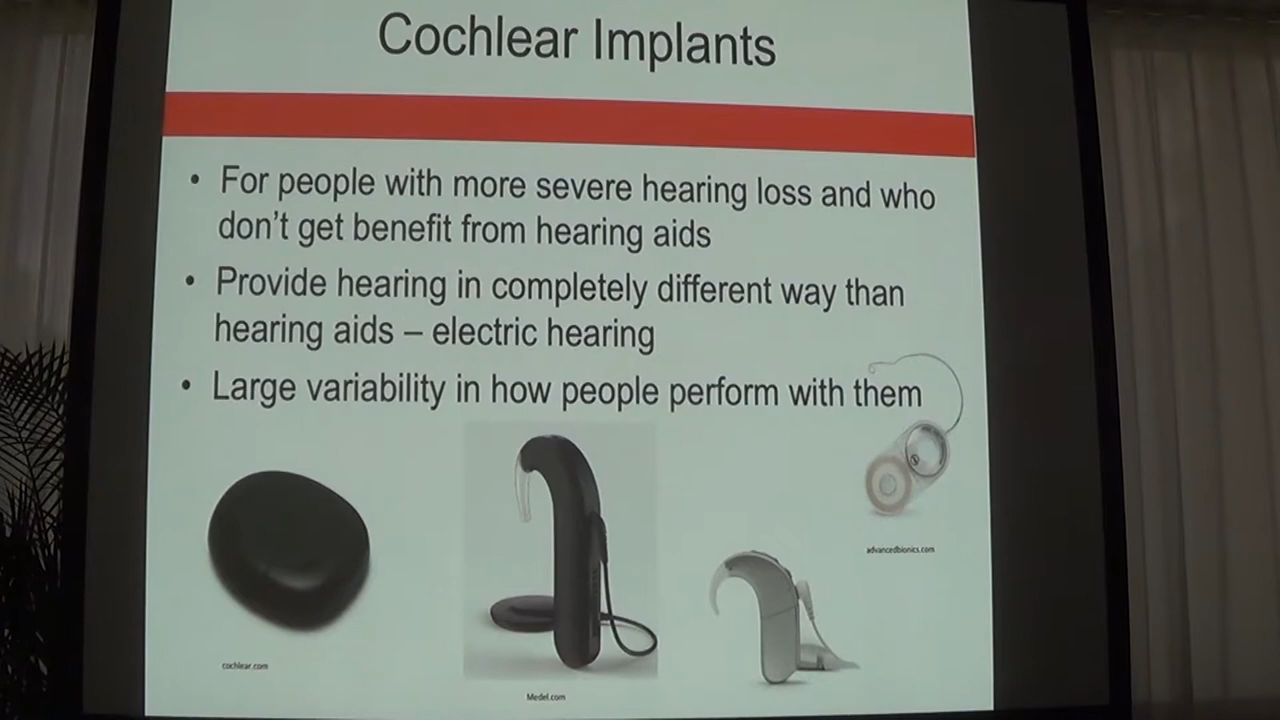 Cochlear Implants
• For people with more severe hearing loss and who
don't get benefit from hearing aids
• Provide hearing in completely different way than
hearing aids – electric hearing
• Large variability in how people perform with them
advancedbionics.com
cochlear.com
Medel.com